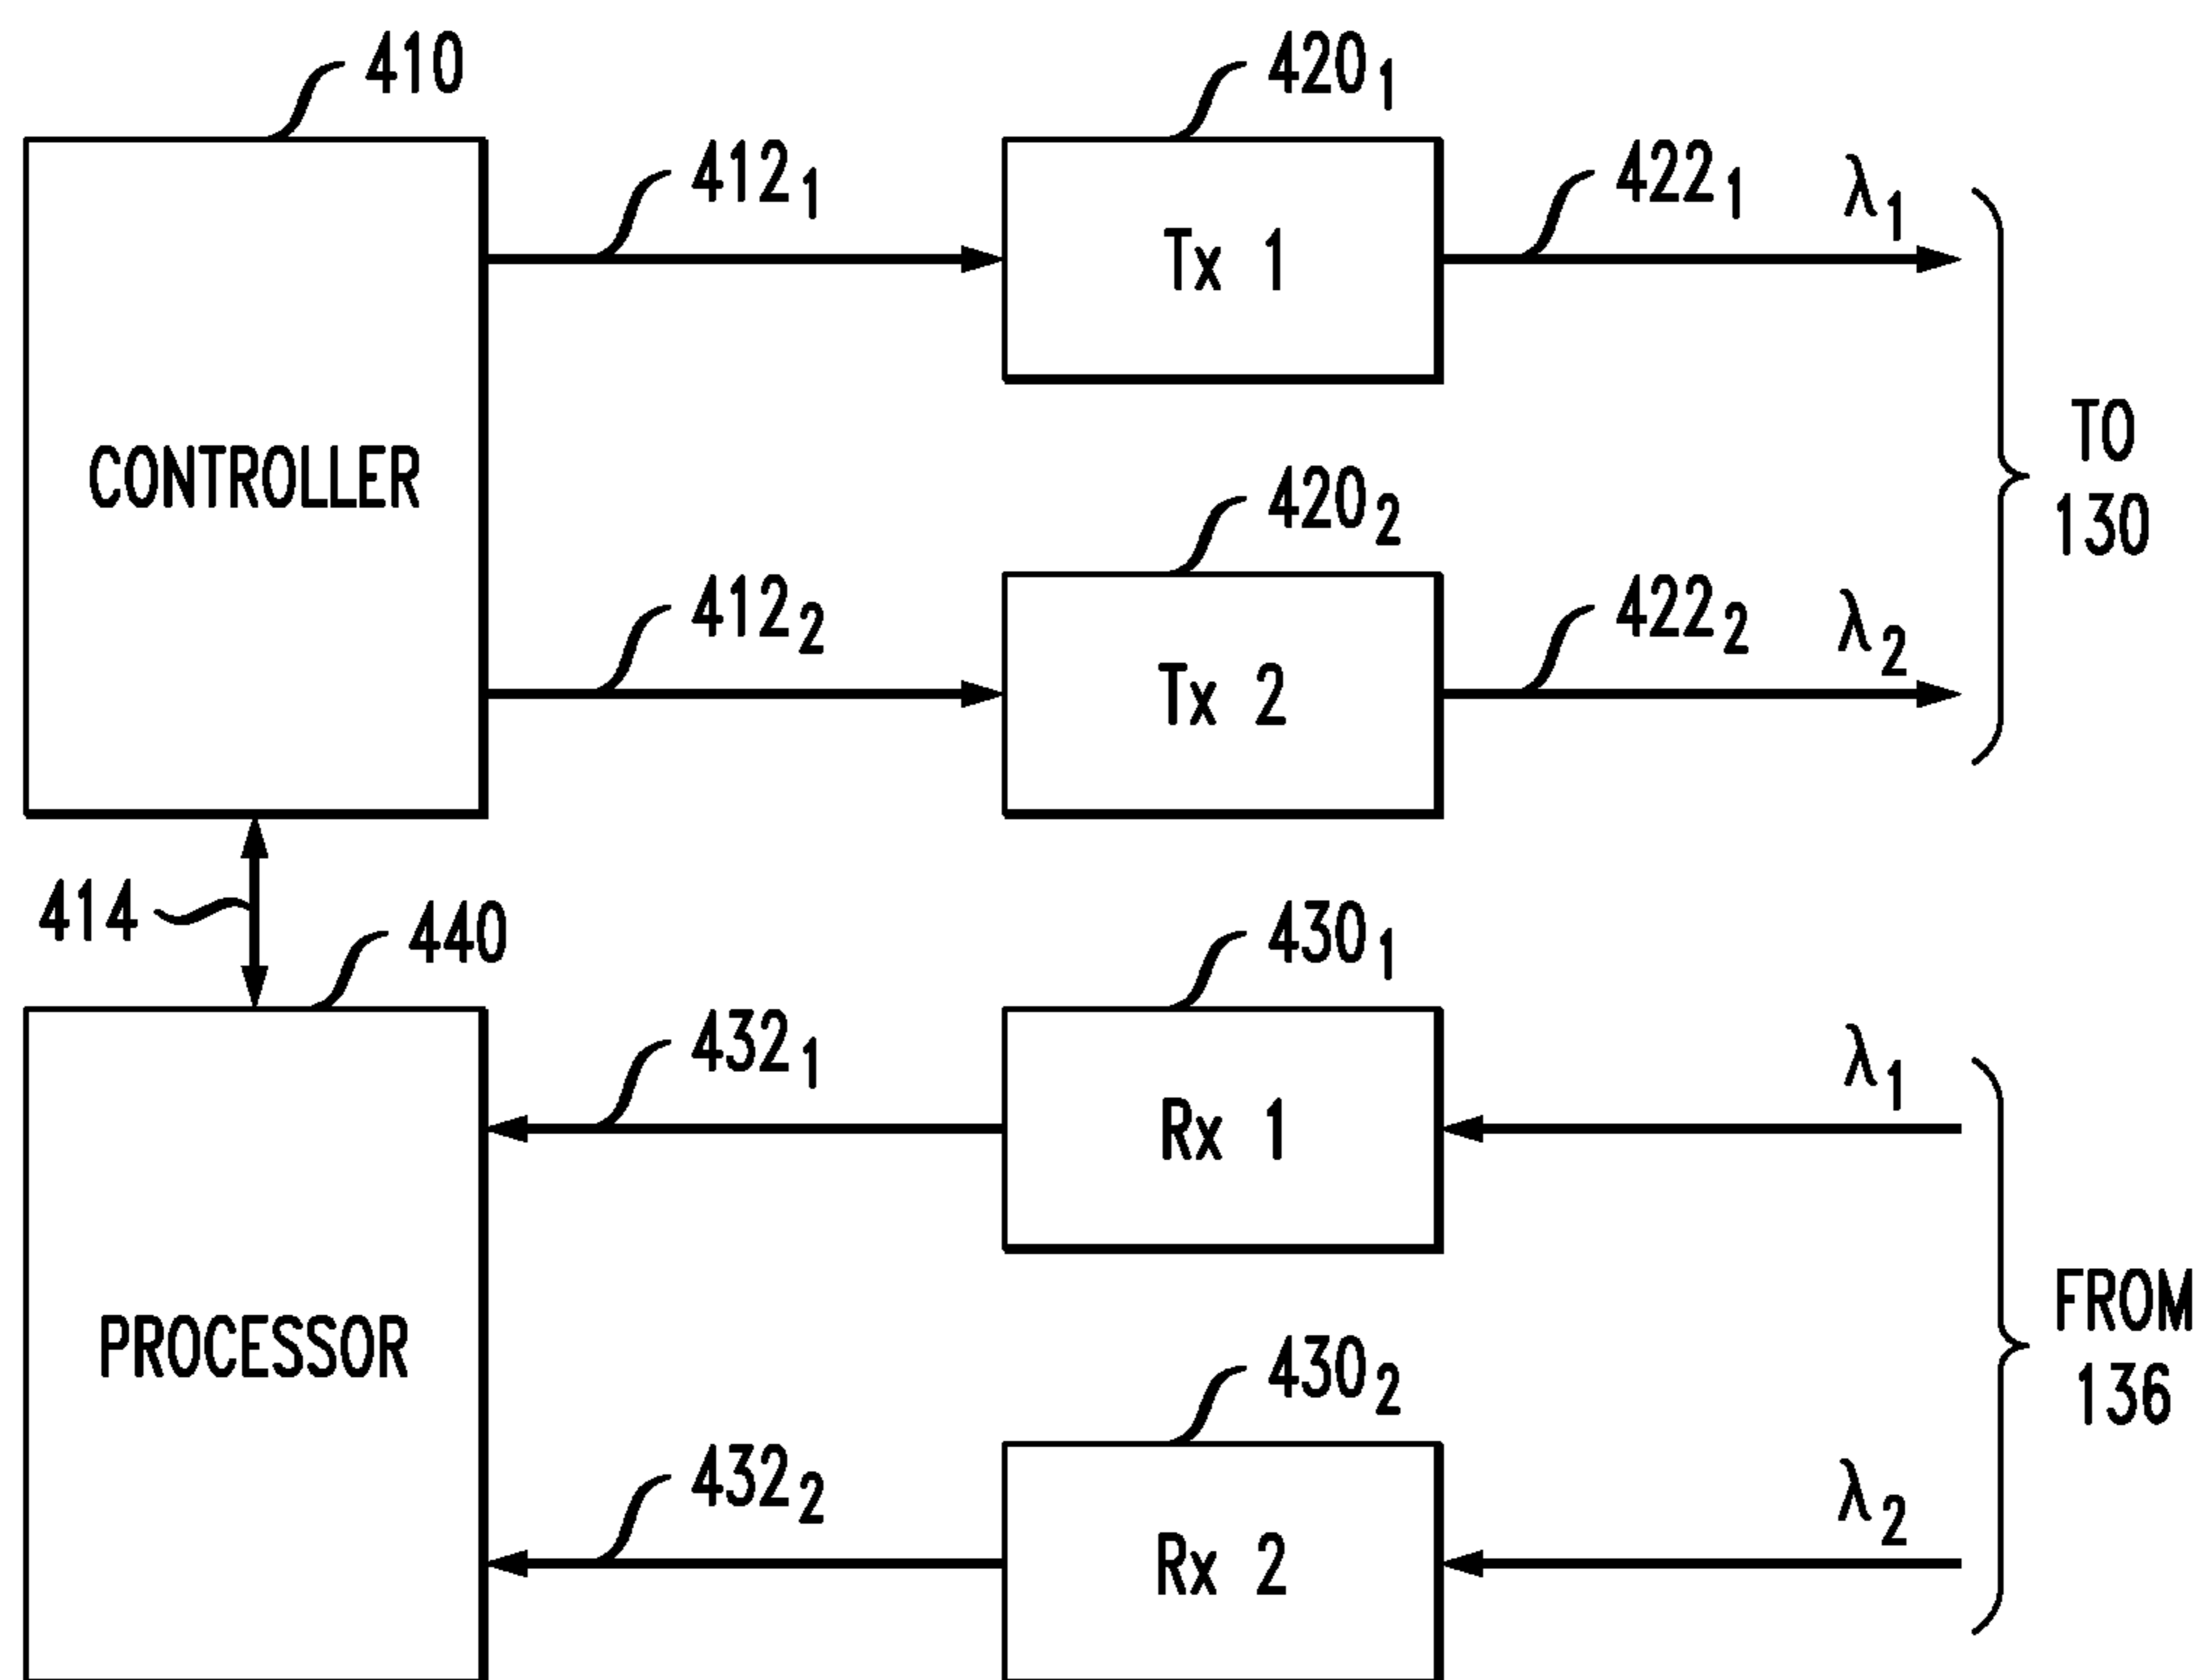 410
420₁
412₁
422₁
λ₁
Tx 1
CONTROLLER
TO
130
420₂
412₂
422₂
λ₂
Tx 2
414
440
430₁
432₁
λ₁
Rx 1
PROCESSOR
FROM
136
430₂
432₂
λ₂
Rx 2